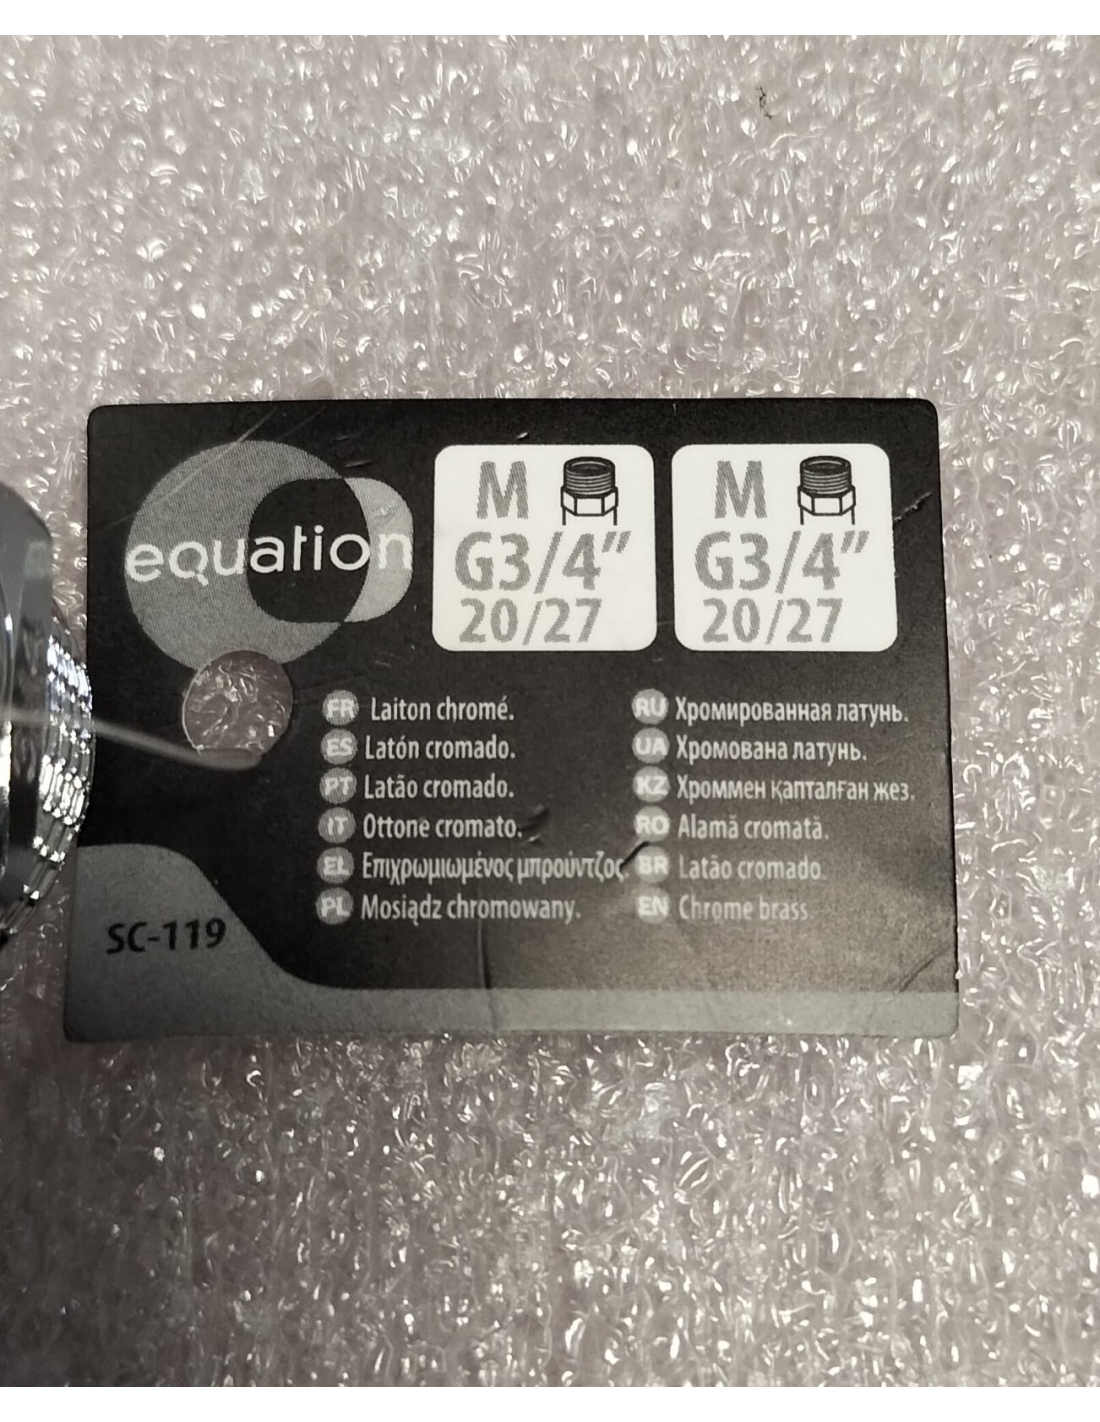 equation
M
G3/4"
20/27
M
G3/4"
20/27
FR Laiton chromé.
ES Latón cromado.
PT Latão cromado.
IT Ottone cromato.
EL Επιχρωμιωμένος μπρούντζος.
PL Mosiądz chromowany.
RU Хромированная латунь.
UA Хромована латунь.
KZ Хроммен қапталған жез.
RO Alamă cromată.
BR Latão cromado.
EN Chrome brass.
SC-119